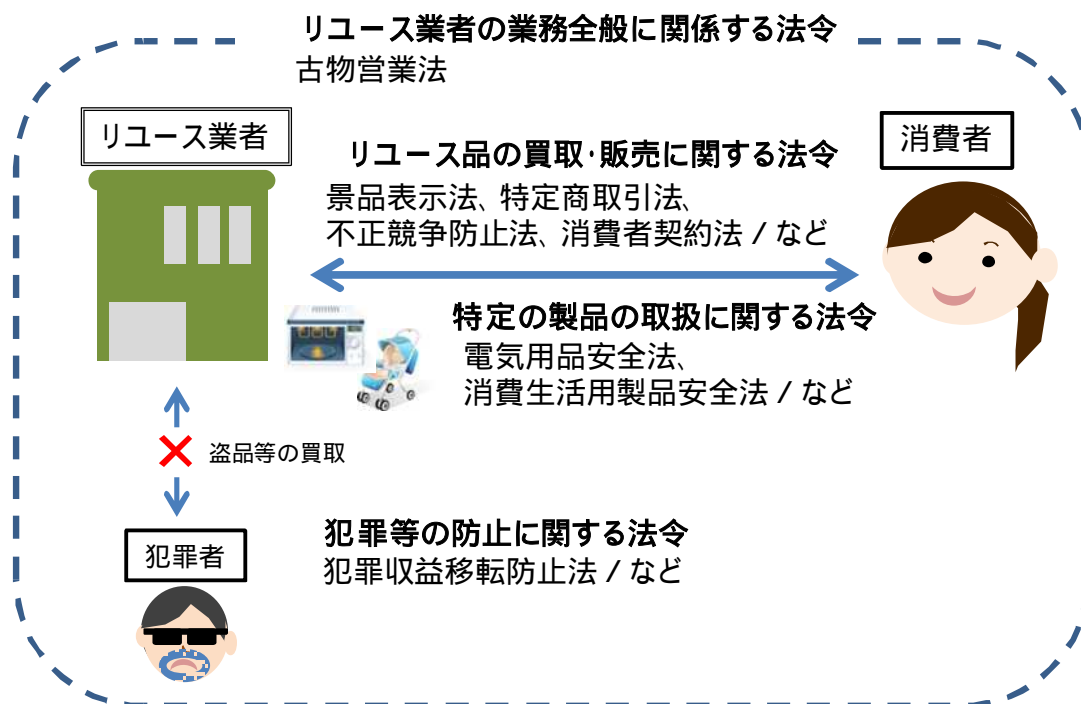 リユース業者の業務全般に関係する法令
古物営業法
リユース業者
消費者
リユース品の買取・販売に関する法令
景品表示法、特定商取引法、
不正競争防止法、消費者契約法 / など
特定の製品の取扱に関する法令
電気用品安全法、
消費生活用製品安全法 / など
盗品等の買取
犯罪者
犯罪等の防止に関する法令
犯罪収益移転防止法 / など